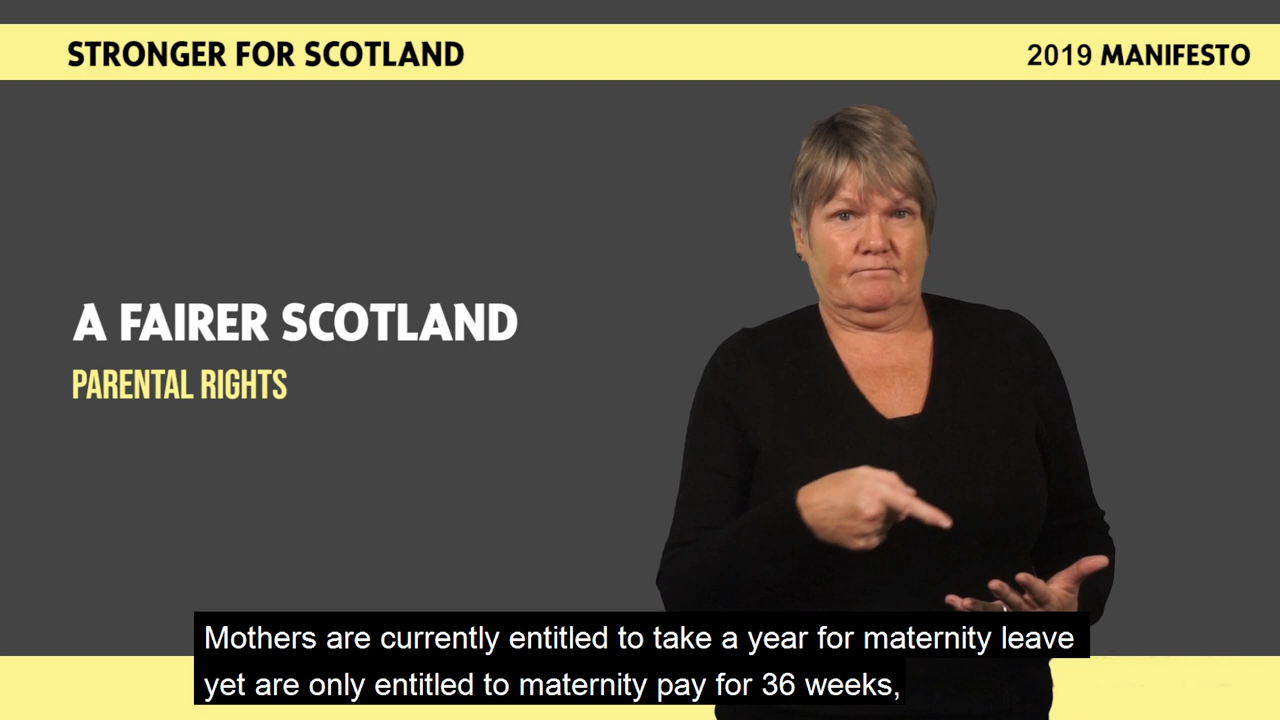 STRONGER FOR SCOTLAND
2019 MANIFESTO
A FAIRER SCOTLAND
PARENTAL RIGHTS
Mothers are currently entitled to take a year for maternity leave
yet are only entitled to maternity pay for 36 weeks,